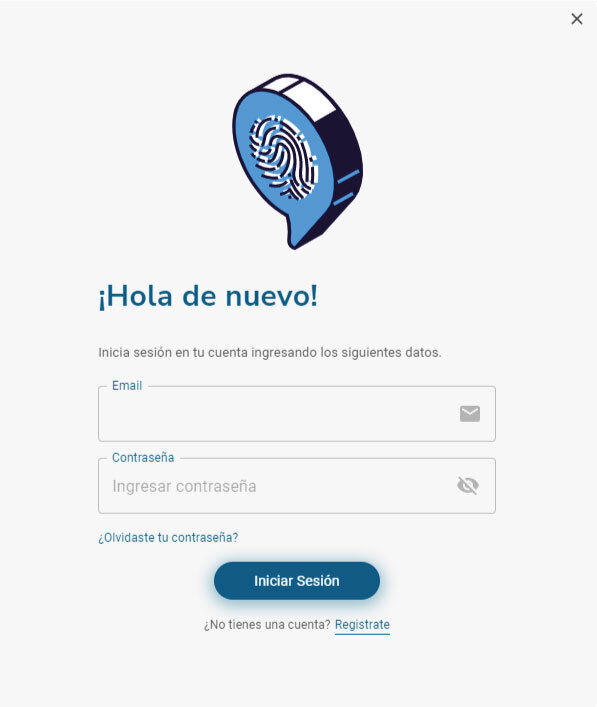 ¡Hola de nuevo!
Inicia sesión en tu cuenta ingresando los siguientes datos.
Email
Contraseña
Ingresar contraseña
¿Olvidaste tu contraseña?
Iniciar Sesión
¿No tienes una cuenta? Registrate